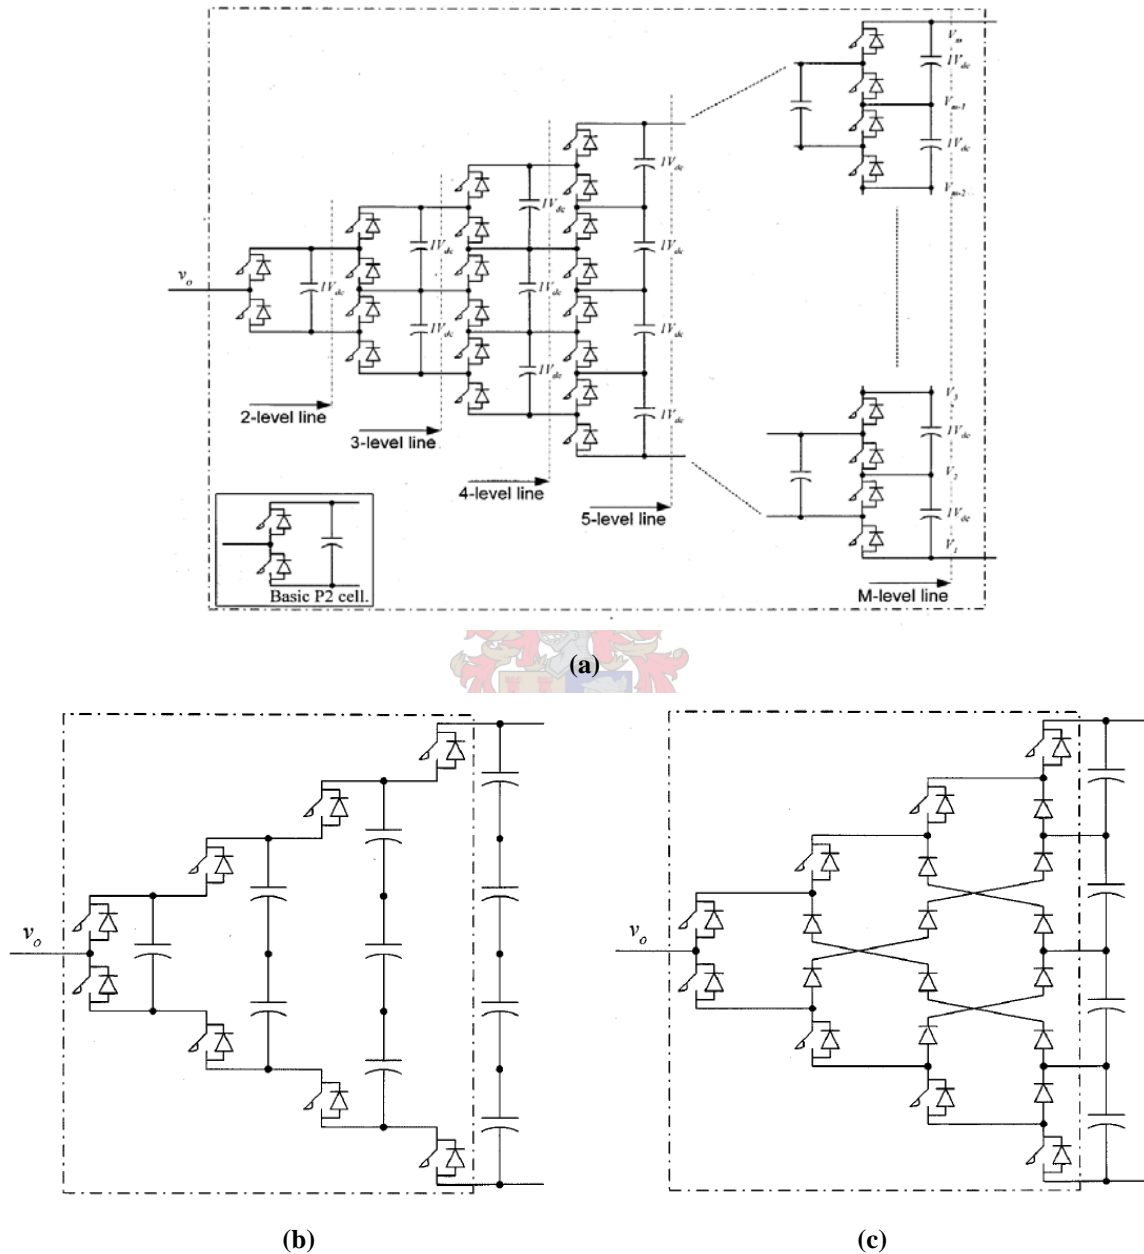 V_m
1V_dc
V_m-1
1V_dc
V_m-2
1V_dc
1V_dc
1V_dc
1V_dc
1V_dc
v_o
1V_dc
1V_dc
1V_dc
1V_dc
1V_dc
V_3
1V_dc
V_2
1V_dc
V_1
2-level line
3-level line
4-level line
5-level line
M-level line
Basic P2 cell.
(a)
v_o
v_o
(b)
(c)